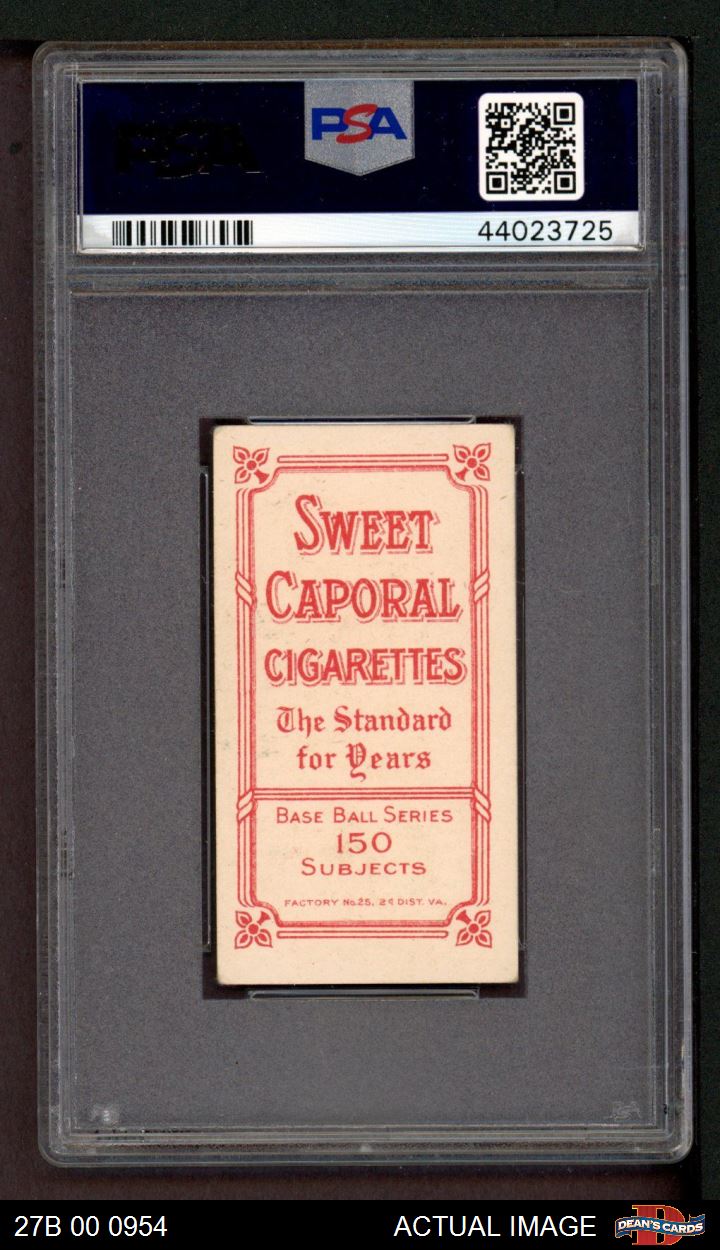 PSA
44023725
SWEET
CAPORAL
CIGARETTES
The Standard
for Years
BASE BALL SERIES
150
SUBJECTS
FACTORY No. 25, 2d DIST. VA.
27B 00 0954 ACTUAL IMAGE DEAN'S CARDS